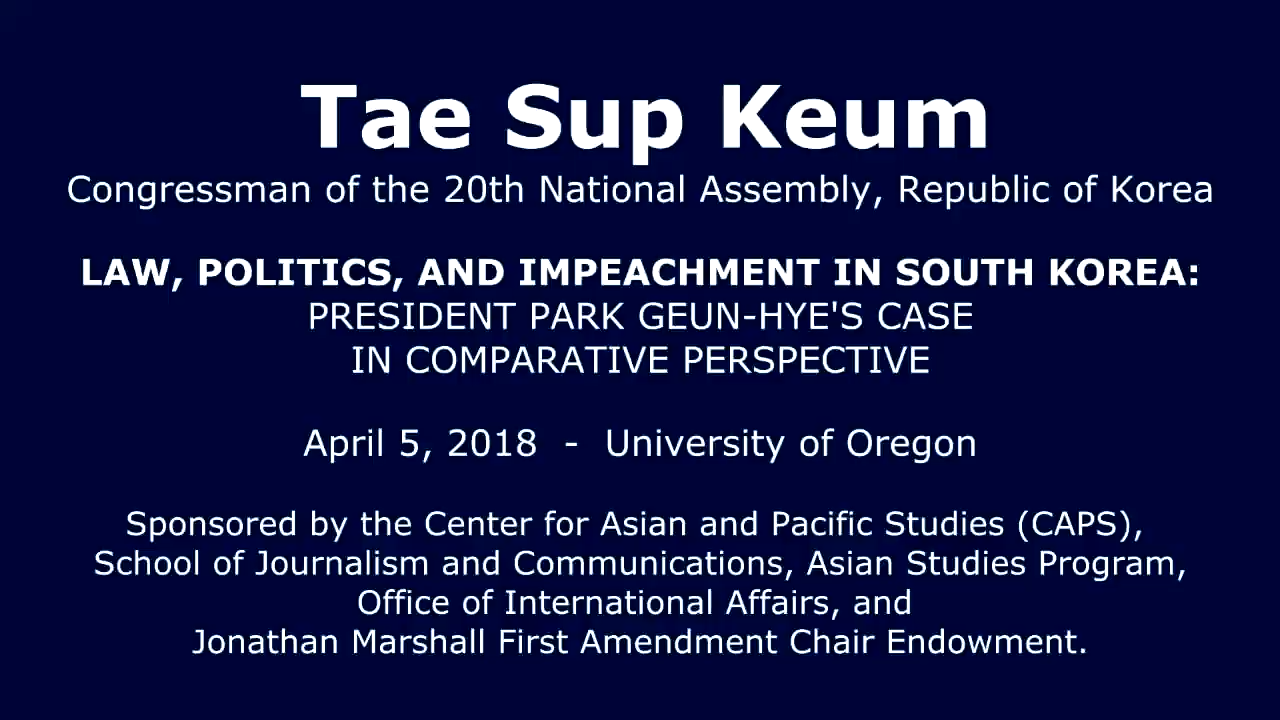 Tae Sup Keum
Congressman of the 20th National Assembly, Republic of Korea
LAW, POLITICS, AND IMPEACHMENT IN SOUTH KOREA:
PRESIDENT PARK GEUN-HYE'S CASE
IN COMPARATIVE PERSPECTIVE
April 5, 2018 - University of Oregon
Sponsored by the Center for Asian and Pacific Studies (CAPS),
School of Journalism and Communications, Asian Studies Program,
Office of International Affairs, and
Jonathan Marshall First Amendment Chair Endowment.